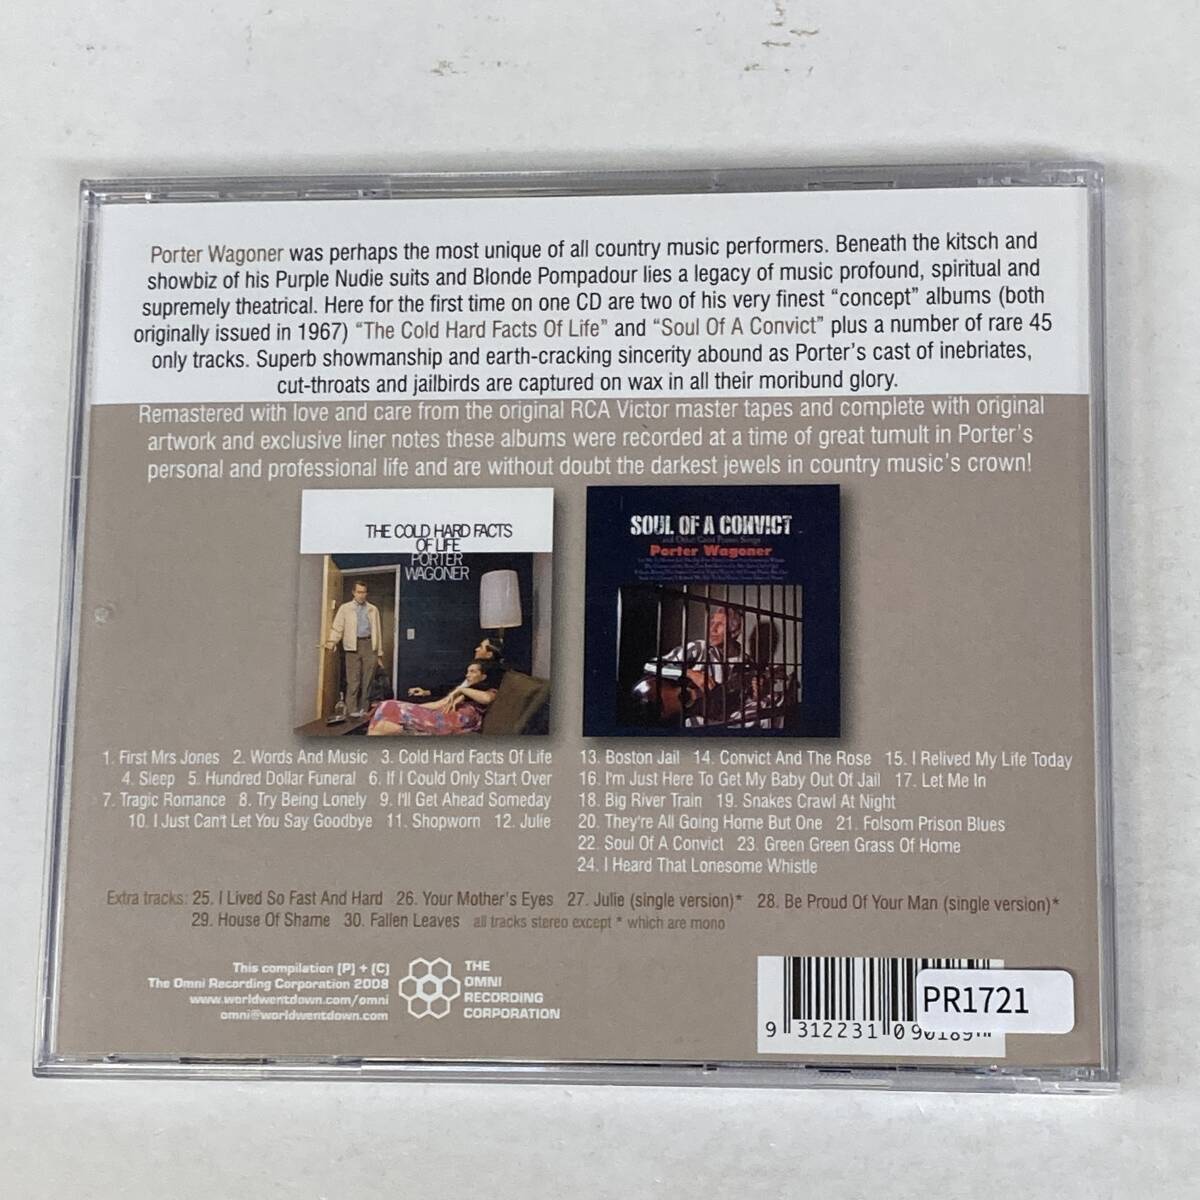 Porter Wagoner was perhaps the most unique of all country music performers. Beneath the kitsch and
showbiz of his Purple Nudie suits and Blonde Pompadour lies a legacy of music profound, spiritual and
supremely theatrical. Here for the first time on one CD are two of his very finest “concept” albums (both
originally issued in 1967) “The Cold Hard Facts Of Life” and “Soul Of A Convict” plus a number of rare 45
only tracks. Superb showmanship and earth-cracking sincerity abound as Porter’s cast of inebriates,
cut-throats and jailbirds are captured on wax in all their moribund glory.
Remastered with love and care from the original RCA Victor master tapes and complete with original
artwork and exclusive liner notes these albums were recorded at a time of great tumult in Porter’s
personal and professional life and are without doubt the darkest jewels in country music’s crown!
THE COLD HARD FACTS
OF LIFE
PORTER
WAGONER
SOUL OF A CONVICT
and Other Great Prison Songs
Porter Wagoner
1. First Mrs Jones 2. Words And Music 3. Cold Hard Facts Of Life
4. Sleep 5. Hundred Dollar Funeral 6. If I Could Only Start Over
7. Tragic Romance 8. Try Being Lonely 9. I'll Get Ahead Someday
10. I Just Can't Let You Say Goodbye 11. Shopworn 12. Julie
13. Boston Jail 14. Convict And The Rose 15. I Relived My Life Today
16. I'm Just Here To Get My Baby Out Of Jail 17. Let Me In
18. Big River Train 19. Snakes Crawl At Night
20. They're All Going Home But One 21. Folsom Prison Blues
22. Soul Of A Convict 23. Green Green Grass Of Home
24. I Heard That Lonesome Whistle
Extra tracks: 25. I Lived So Fast And Hard 26. Your Mother's Eyes 27. Julie (single version)* 28. Be Proud Of Your Man (single version)*
29. House Of Shame 30. Fallen Leaves all tracks stereo except * which are mono
This compilation (P) + (C)
The Omni Recording Corporation 2008
www.worldwentdown.com/omni
omni@worldwentdown.com
THE
OMNI
RECORDING
CORPORATION
PR1721
9 312231 090189